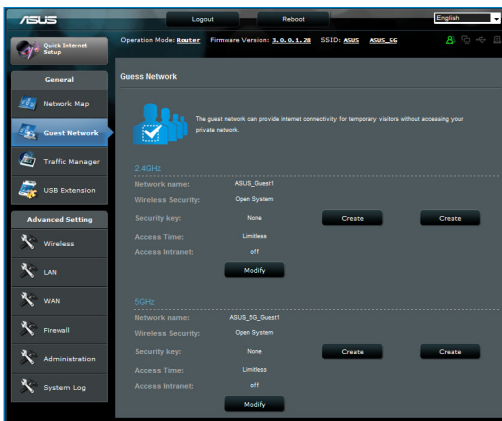 ASUS
Logout
Reboot
English
Quick Internet Setup
Operation Mode: Router Firmware Version: 3.0.0.1.28 SSID: ASUS ASUS_5G
General
Network Map
Guest Network
Traffic Manager
USB Extension
Advanced Setting
Wireless
LAN
WAN
Firewall
Administration
System Log
Guess Network
The guest network can provide internet connectivity for temporary visitors without accessing your
private network.
2.4GHz
Network name: ASUS_Guest1
Wireless Security: Open System
Security key: None Create Create
Access Time: Limitless
Access Intranet: off
Modify
5GHz
Network name: ASUS_5G_Guest1
Wireless Security: Open System
Security key: None Create Create
Access Time: Limitless
Access Intranet: off
Modify